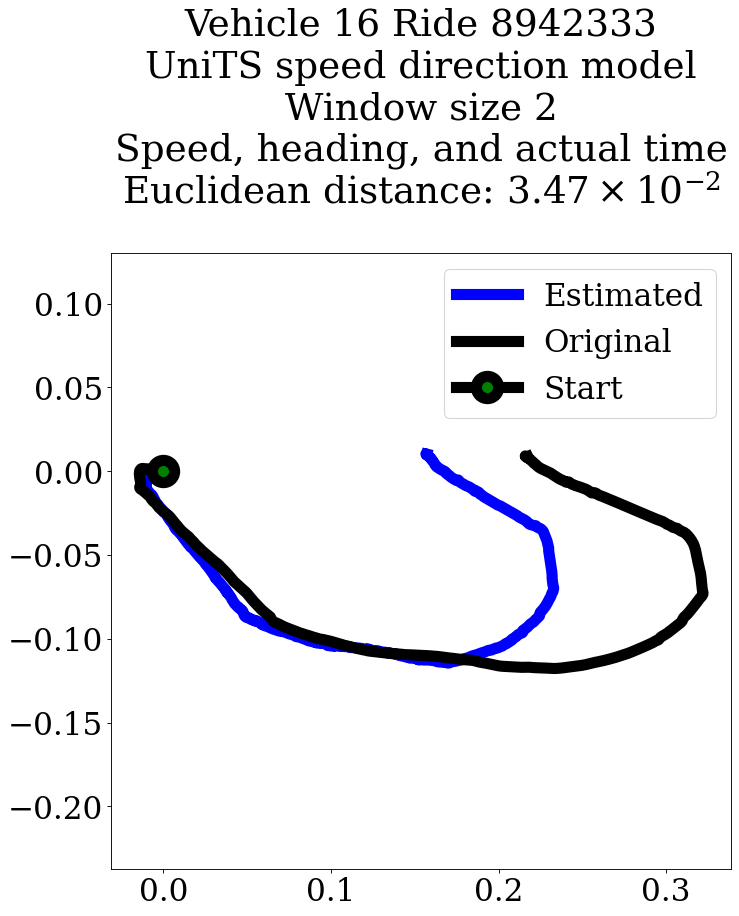 Vehicle 16 Ride 8942333
UniTS speed direction model
Window size 2
Speed, heading, and actual time
Euclidean distance: 3.47 × 10⁻²
Estimated
Original
Start
0.10
0.05
0.00
−0.05
−0.10
−0.15
−0.20
0.0 0.1 0.2 0.3